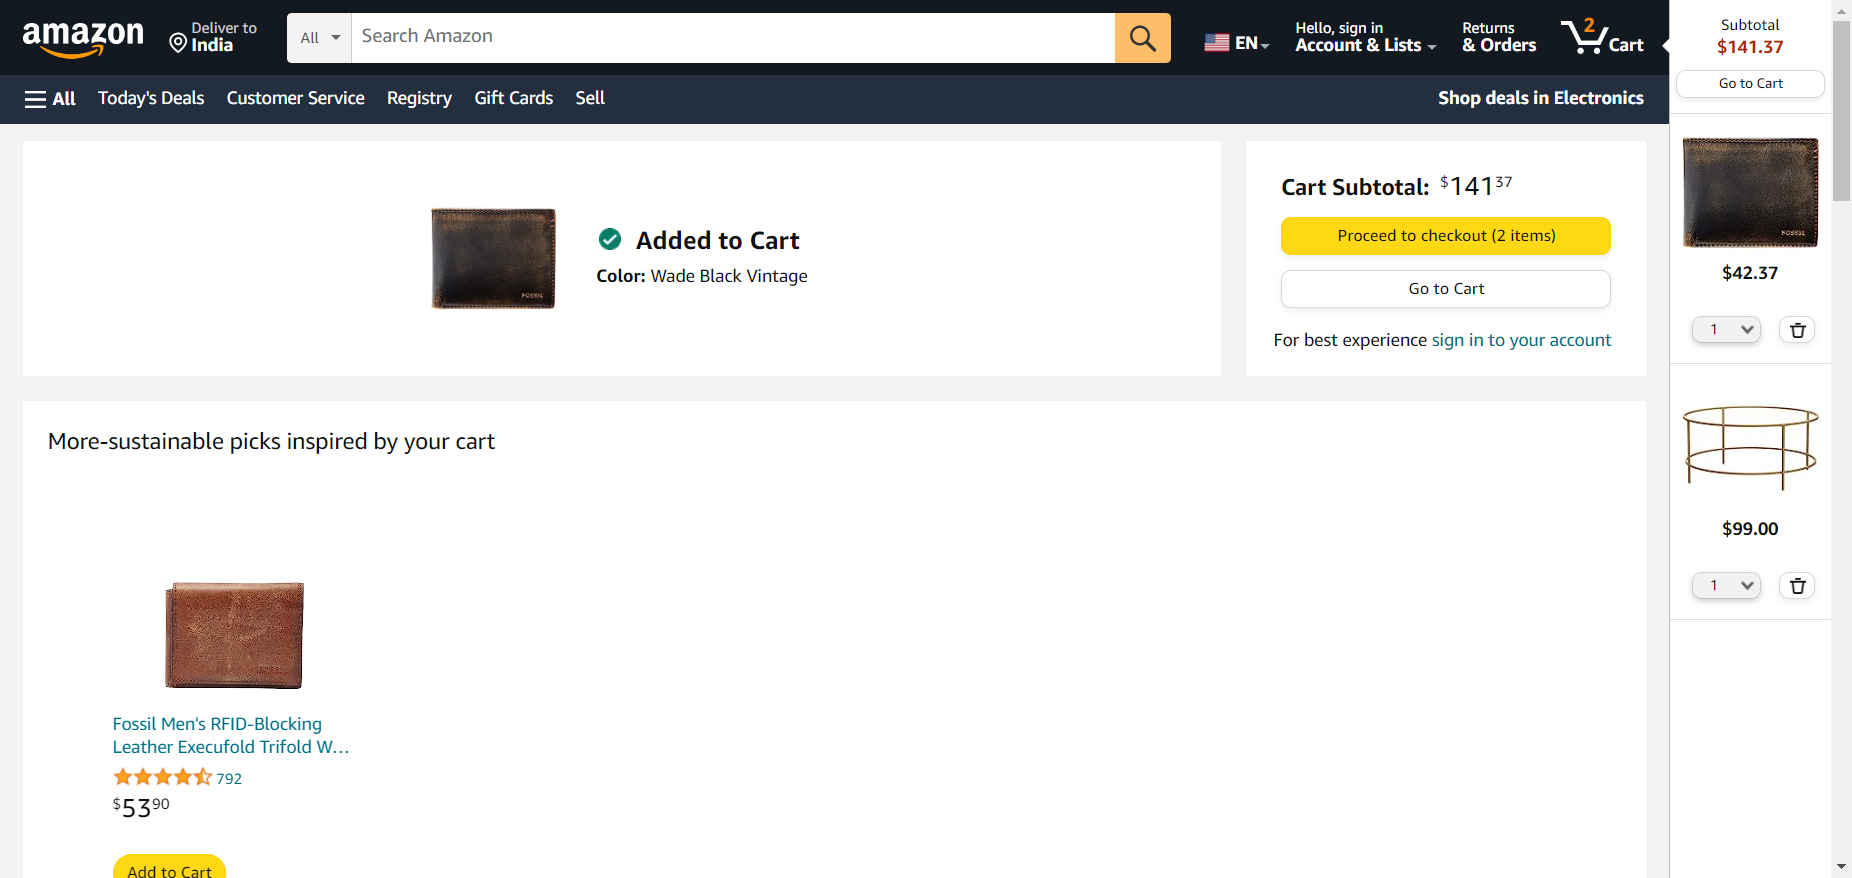 amazon
Deliver to
India
All
Search Amazon
EN
Hello, sign in
Account & Lists
Returns
& Orders
2
Cart
All
Today's Deals
Customer Service
Registry
Gift Cards
Sell
Shop deals in Electronics
Added to Cart
Color: Wade Black Vintage
FOSSIL
Cart Subtotal: $141 37
Proceed to checkout (2 items)
Go to Cart
For best experience sign in to your account
More-sustainable picks inspired by your cart
FOSSIL
Fossil Men's RFID-Blocking
Leather Execufold Trifold W...
792
$53 90
Add to Cart
Subtotal
$141.37
Go to Cart
FOSSIL
$42.37
1
$99.00
1